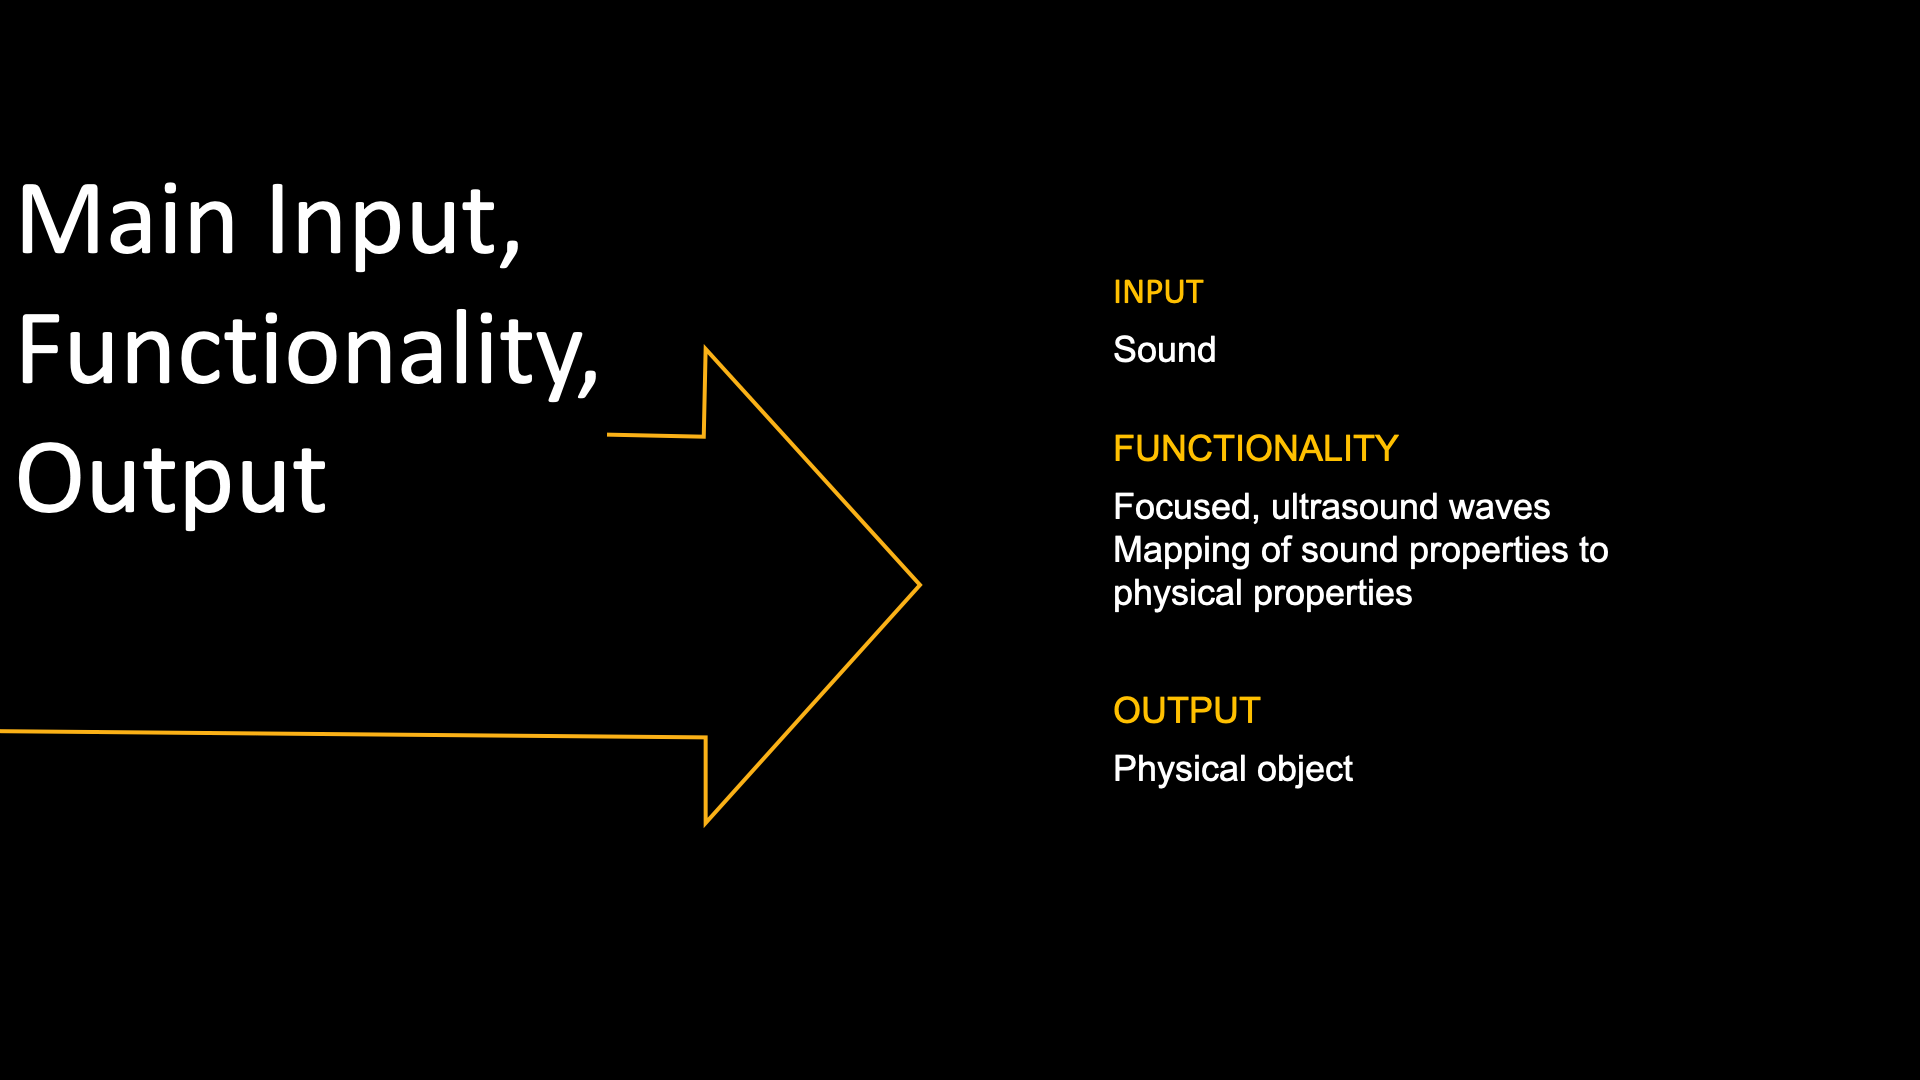 Main Input,
Functionality,
Output
INPUT
Sound
FUNCTIONALITY
Focused, ultrasound waves
Mapping of sound properties to
physical properties
OUTPUT
Physical object